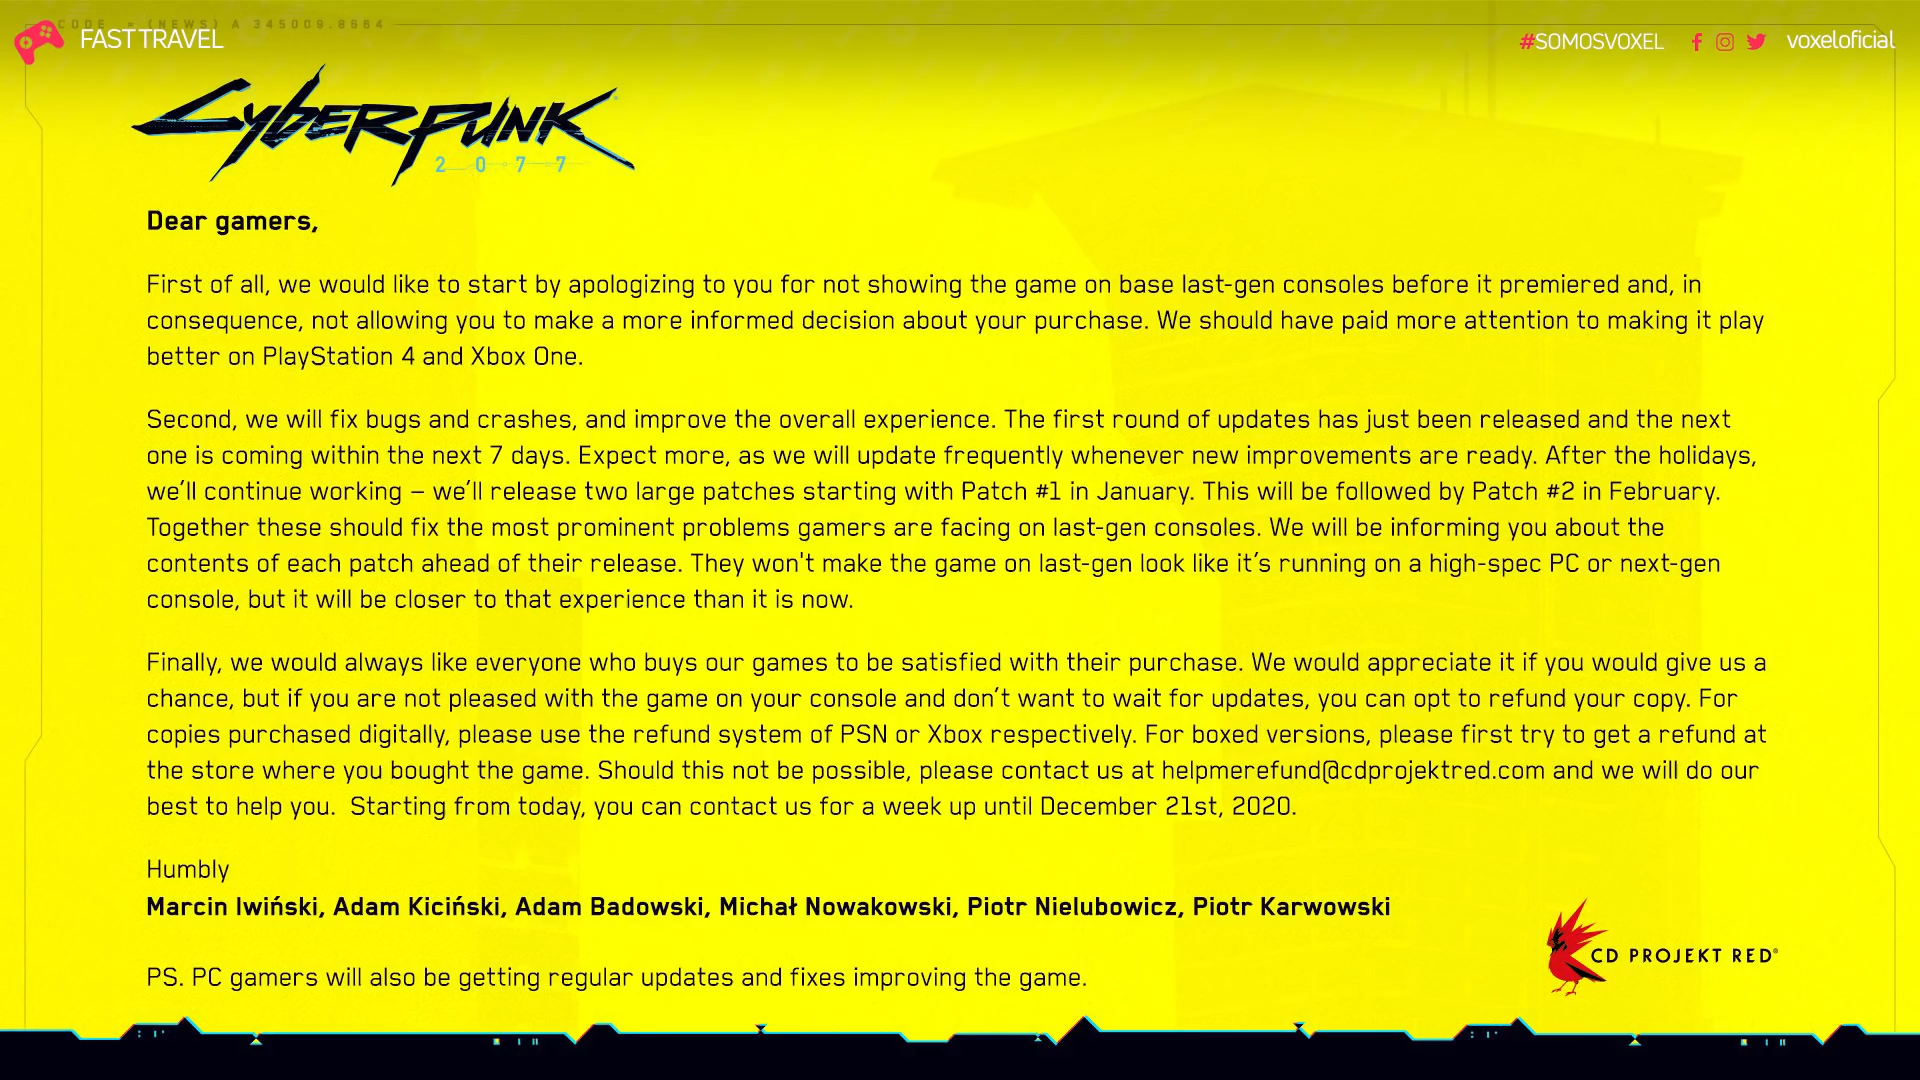 CODE = (NEWS) A 345009.8564
FAST TRAVEL
#SOMOSVOXEL voxeloficial
Cyberpunk
2077
Dear gamers,
First of all, we would like to start by apologizing to you for not showing the game on base last-gen consoles before it premiered and, in
consequence, not allowing you to make a more informed decision about your purchase. We should have paid more attention to making it play
better on PlayStation 4 and Xbox One.
Second, we will fix bugs and crashes, and improve the overall experience. The first round of updates has just been released and the next
one is coming within the next 7 days. Expect more, as we will update frequently whenever new improvements are ready. After the holidays,
we’ll continue working – we’ll release two large patches starting with Patch #1 in January. This will be followed by Patch #2 in February.
Together these should fix the most prominent problems gamers are facing on last-gen consoles. We will be informing you about the
contents of each patch ahead of their release. They won't make the game on last-gen look like it’s running on a high-spec PC or next-gen
console, but it will be closer to that experience than it is now.
Finally, we would always like everyone who buys our games to be satisfied with their purchase. We would appreciate it if you would give us a
chance, but if you are not pleased with the game on your console and don’t want to wait for updates, you can opt to refund your copy. For
copies purchased digitally, please use the refund system of PSN or Xbox respectively. For boxed versions, please first try to get a refund at
the store where you bought the game. Should this not be possible, please contact us at helpmerefund@cdprojektred.com and we will do our
best to help you.  Starting from today, you can contact us for a week up until December 21st, 2020.
Humbly
Marcin Iwiński, Adam Kiciński, Adam Badowski, Michał Nowakowski, Piotr Nielubowicz, Piotr Karwowski
CD PROJEKT RED®
PS. PC gamers will also be getting regular updates and fixes improving the game.